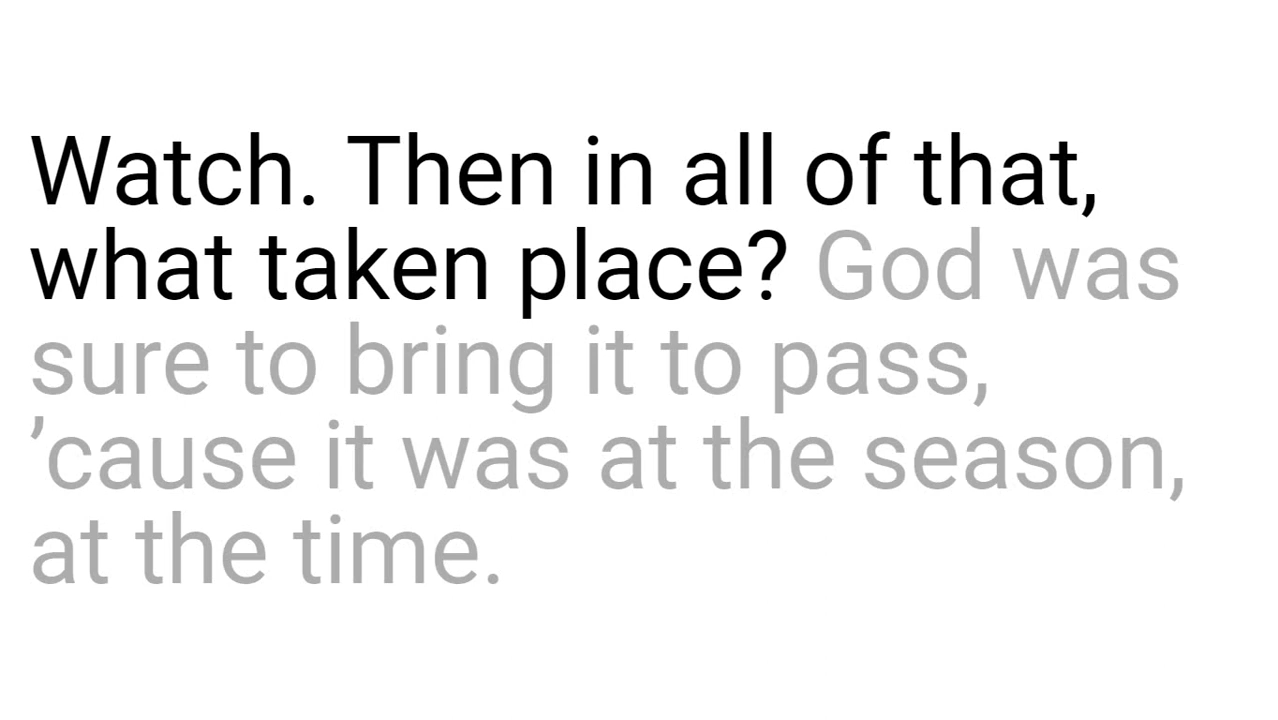 Watch. Then in all of that,
what taken place? God was
sure to bring it to pass,
’cause it was at the season,
at the time.